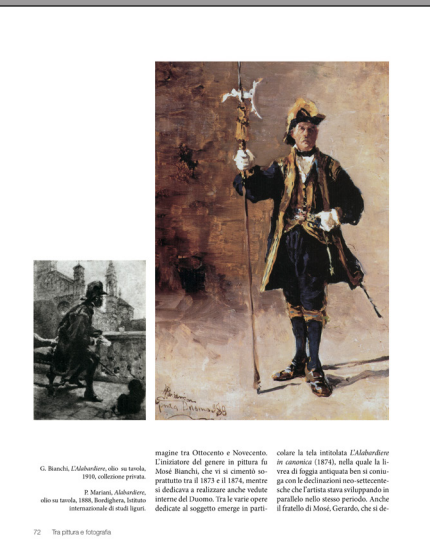 G. Bianchi, L'Alabardiere, olio su tavola,
1910, collezione privata.
P. Mariani, Alabardiere,
olio su tavola, 1888, Bordighera, Istituto
internazionale di studi liguri.
magine tra Ottocento e Novecento.
L'iniziatore del genere in pittura fu
Mosé Bianchi, che vi si cimentò so-
prattutto tra il 1873 e il 1874, mentre
si dedicava a realizzare anche vedute
interne del Duomo. Tra le varie opere
dedicate al soggetto emerge in parti-
colare la tela intitolata L'Alabardiere
in canonica (1874), nella quale la li-
vrea di foggia antiquata ben si coniu-
ga con le declinazioni neo-settecente-
sche che l'artista stava sviluppando in
parallelo nello stesso periodo. Anche
il fratello di Mosé, Gerardo, che si de-
72 Tra pittura e fotografia